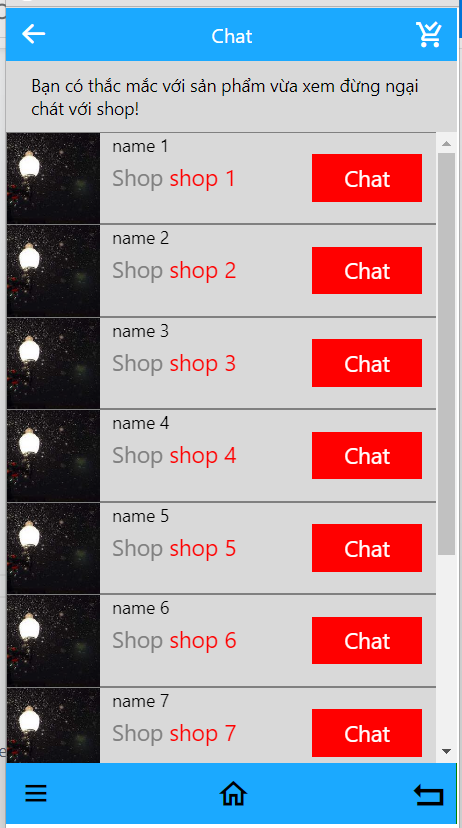 Chat
Bạn có thắc mắc với sản phẩm vừa xem đừng ngại
chát với shop!
name 1
Shop shop 1
Chat
name 2
Shop shop 2
Chat
name 3
Shop shop 3
Chat
name 4
Shop shop 4
Chat
name 5
Shop shop 5
Chat
name 6
Shop shop 6
Chat
name 7
Shop shop 7
Chat